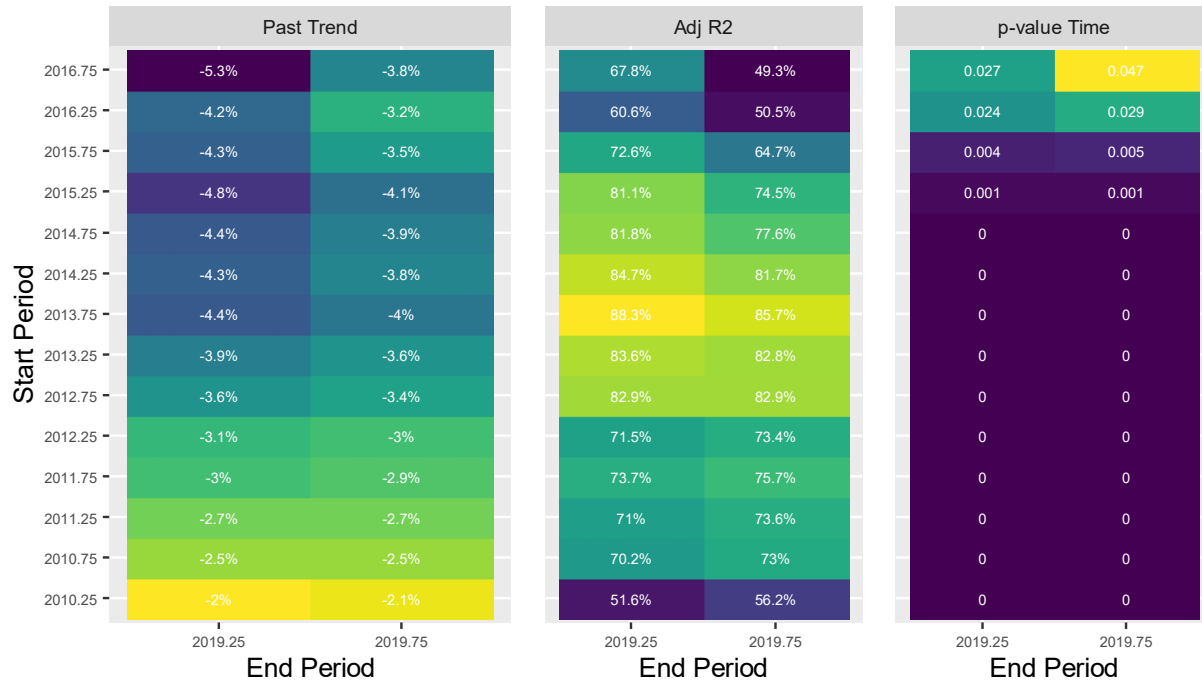 Past Trend Adj R2 p-value Time
2016.75 -5.3% -3.8% 67.8% 49.3% 0.027 0.047
2016.25 -4.2% -3.2% 60.6% 50.5% 0.024 0.029
2015.75 -4.3% -3.5% 72.6% 64.7% 0.004 0.005
2015.25 -4.8% -4.1% 81.1% 74.5% 0.001 0.001
2014.75 -4.4% -3.9% 81.8% 77.6% 0 0
2014.25 -4.3% -3.8% 84.7% 81.7% 0 0
2013.75 -4.4% -4% 88.3% 85.7% 0 0
2013.25 -3.9% -3.6% 83.6% 82.8% 0 0
2012.75 -3.6% -3.4% 82.9% 82.9% 0 0
2012.25 -3.1% -3% 71.5% 73.4% 0 0
2011.75 -3% -2.9% 73.7% 75.7% 0 0
2011.25 -2.7% -2.7% 71% 73.6% 0 0
2010.75 -2.5% -2.5% 70.2% 73% 0 0
2010.25 -2% -2.1% 51.6% 56.2% 0 0
Start Period
2019.25 2019.75 2019.25 2019.75 2019.25 2019.75
End Period End Period End Period